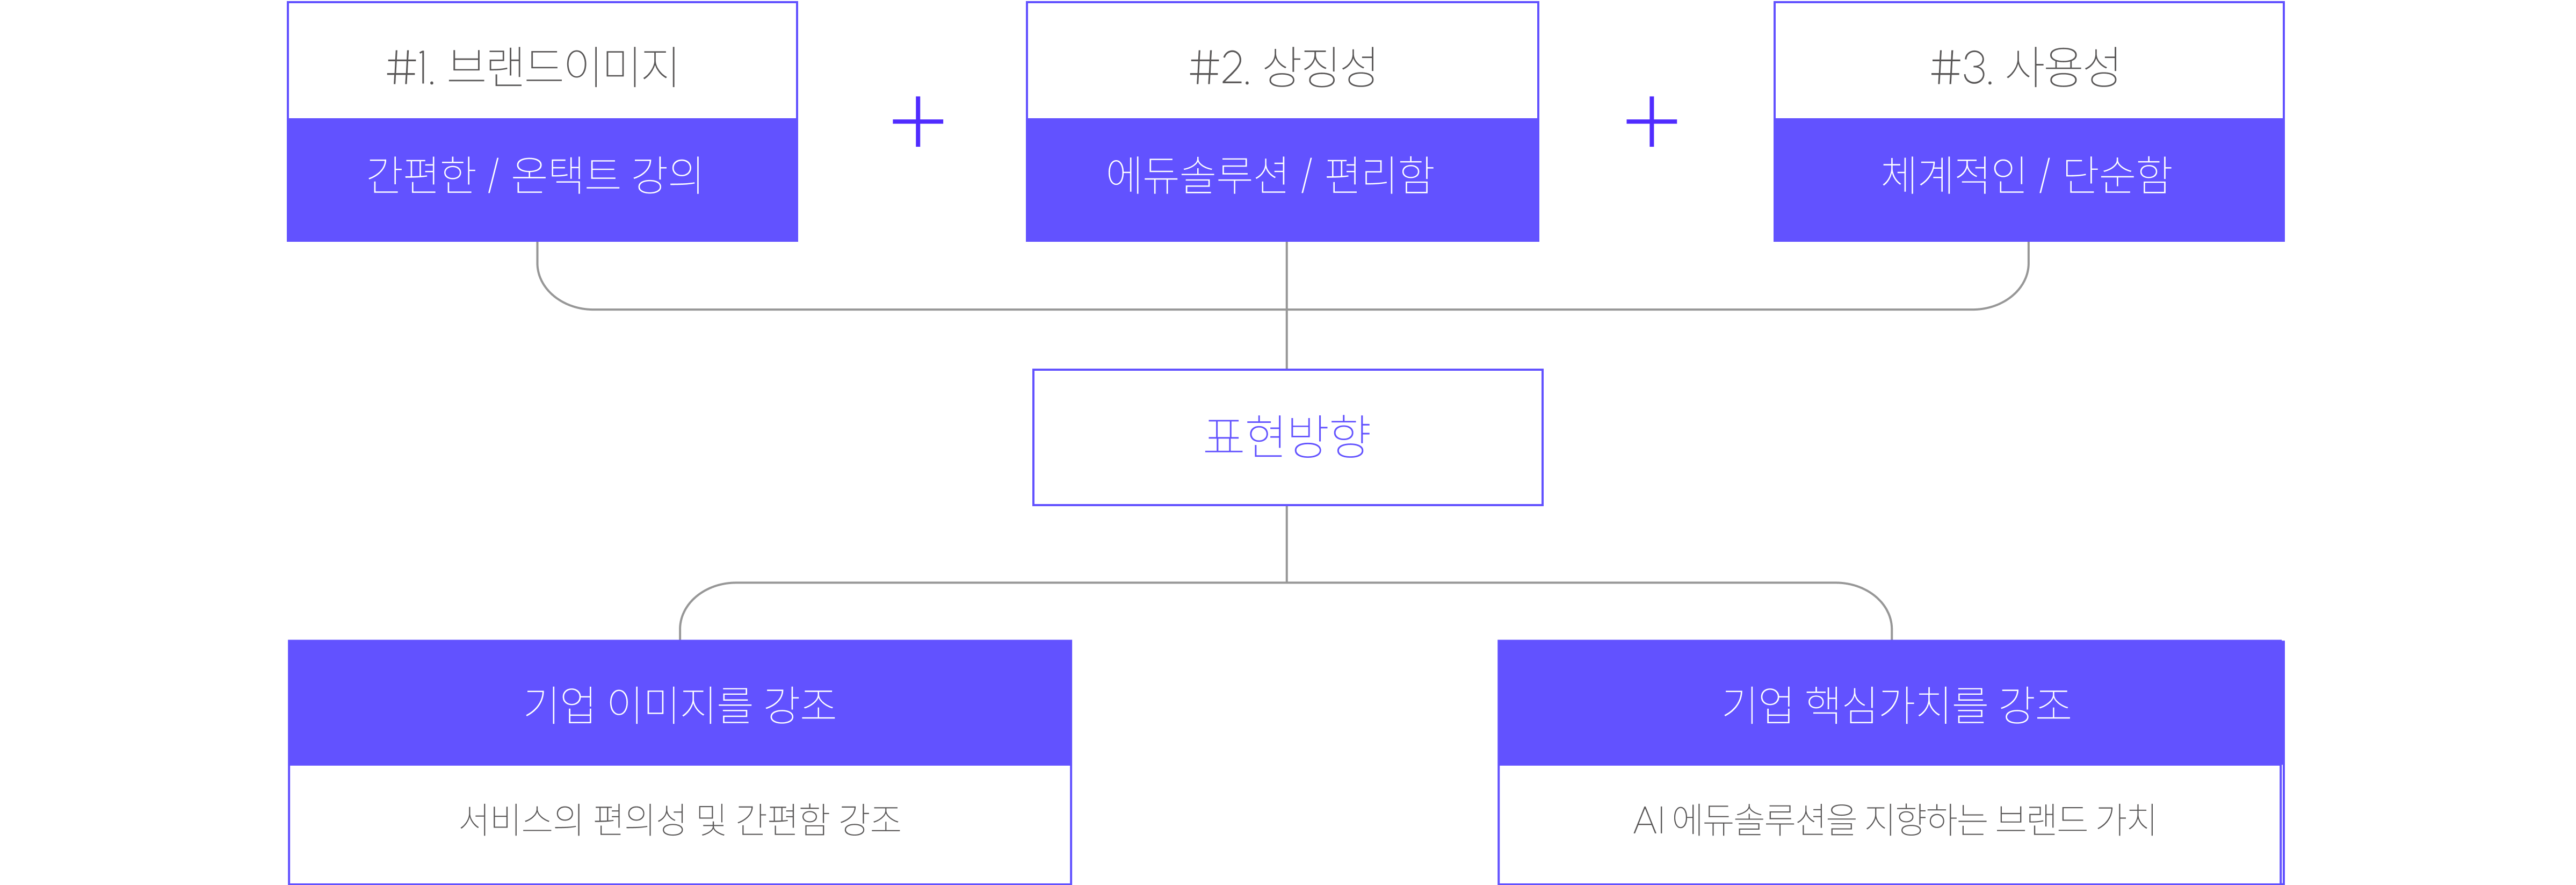 #1. 브랜드이미지
간편한 / 온택트 강의
+
#2. 상징성
에듀솔루션 / 편리함
+
#3. 사용성
체계적인 / 단순함
표현방향
기업 이미지를 강조
서비스의 편의성 및 간편함 강조
기업 핵심가치를 강조
AI 에듀솔루션을 지향하는 브랜드 가치